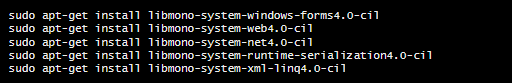 sudo apt-get install libmono-system-windows-forms4.0-cil
sudo apt-get install libmono-system-web4.0-cil
sudo apt-get install libmono-system-net4.0-cil
sudo apt-get install libmono-system-runtime-serialization4.0-cil
sudo apt-get install libmono-system-xml-linq4.0-cil